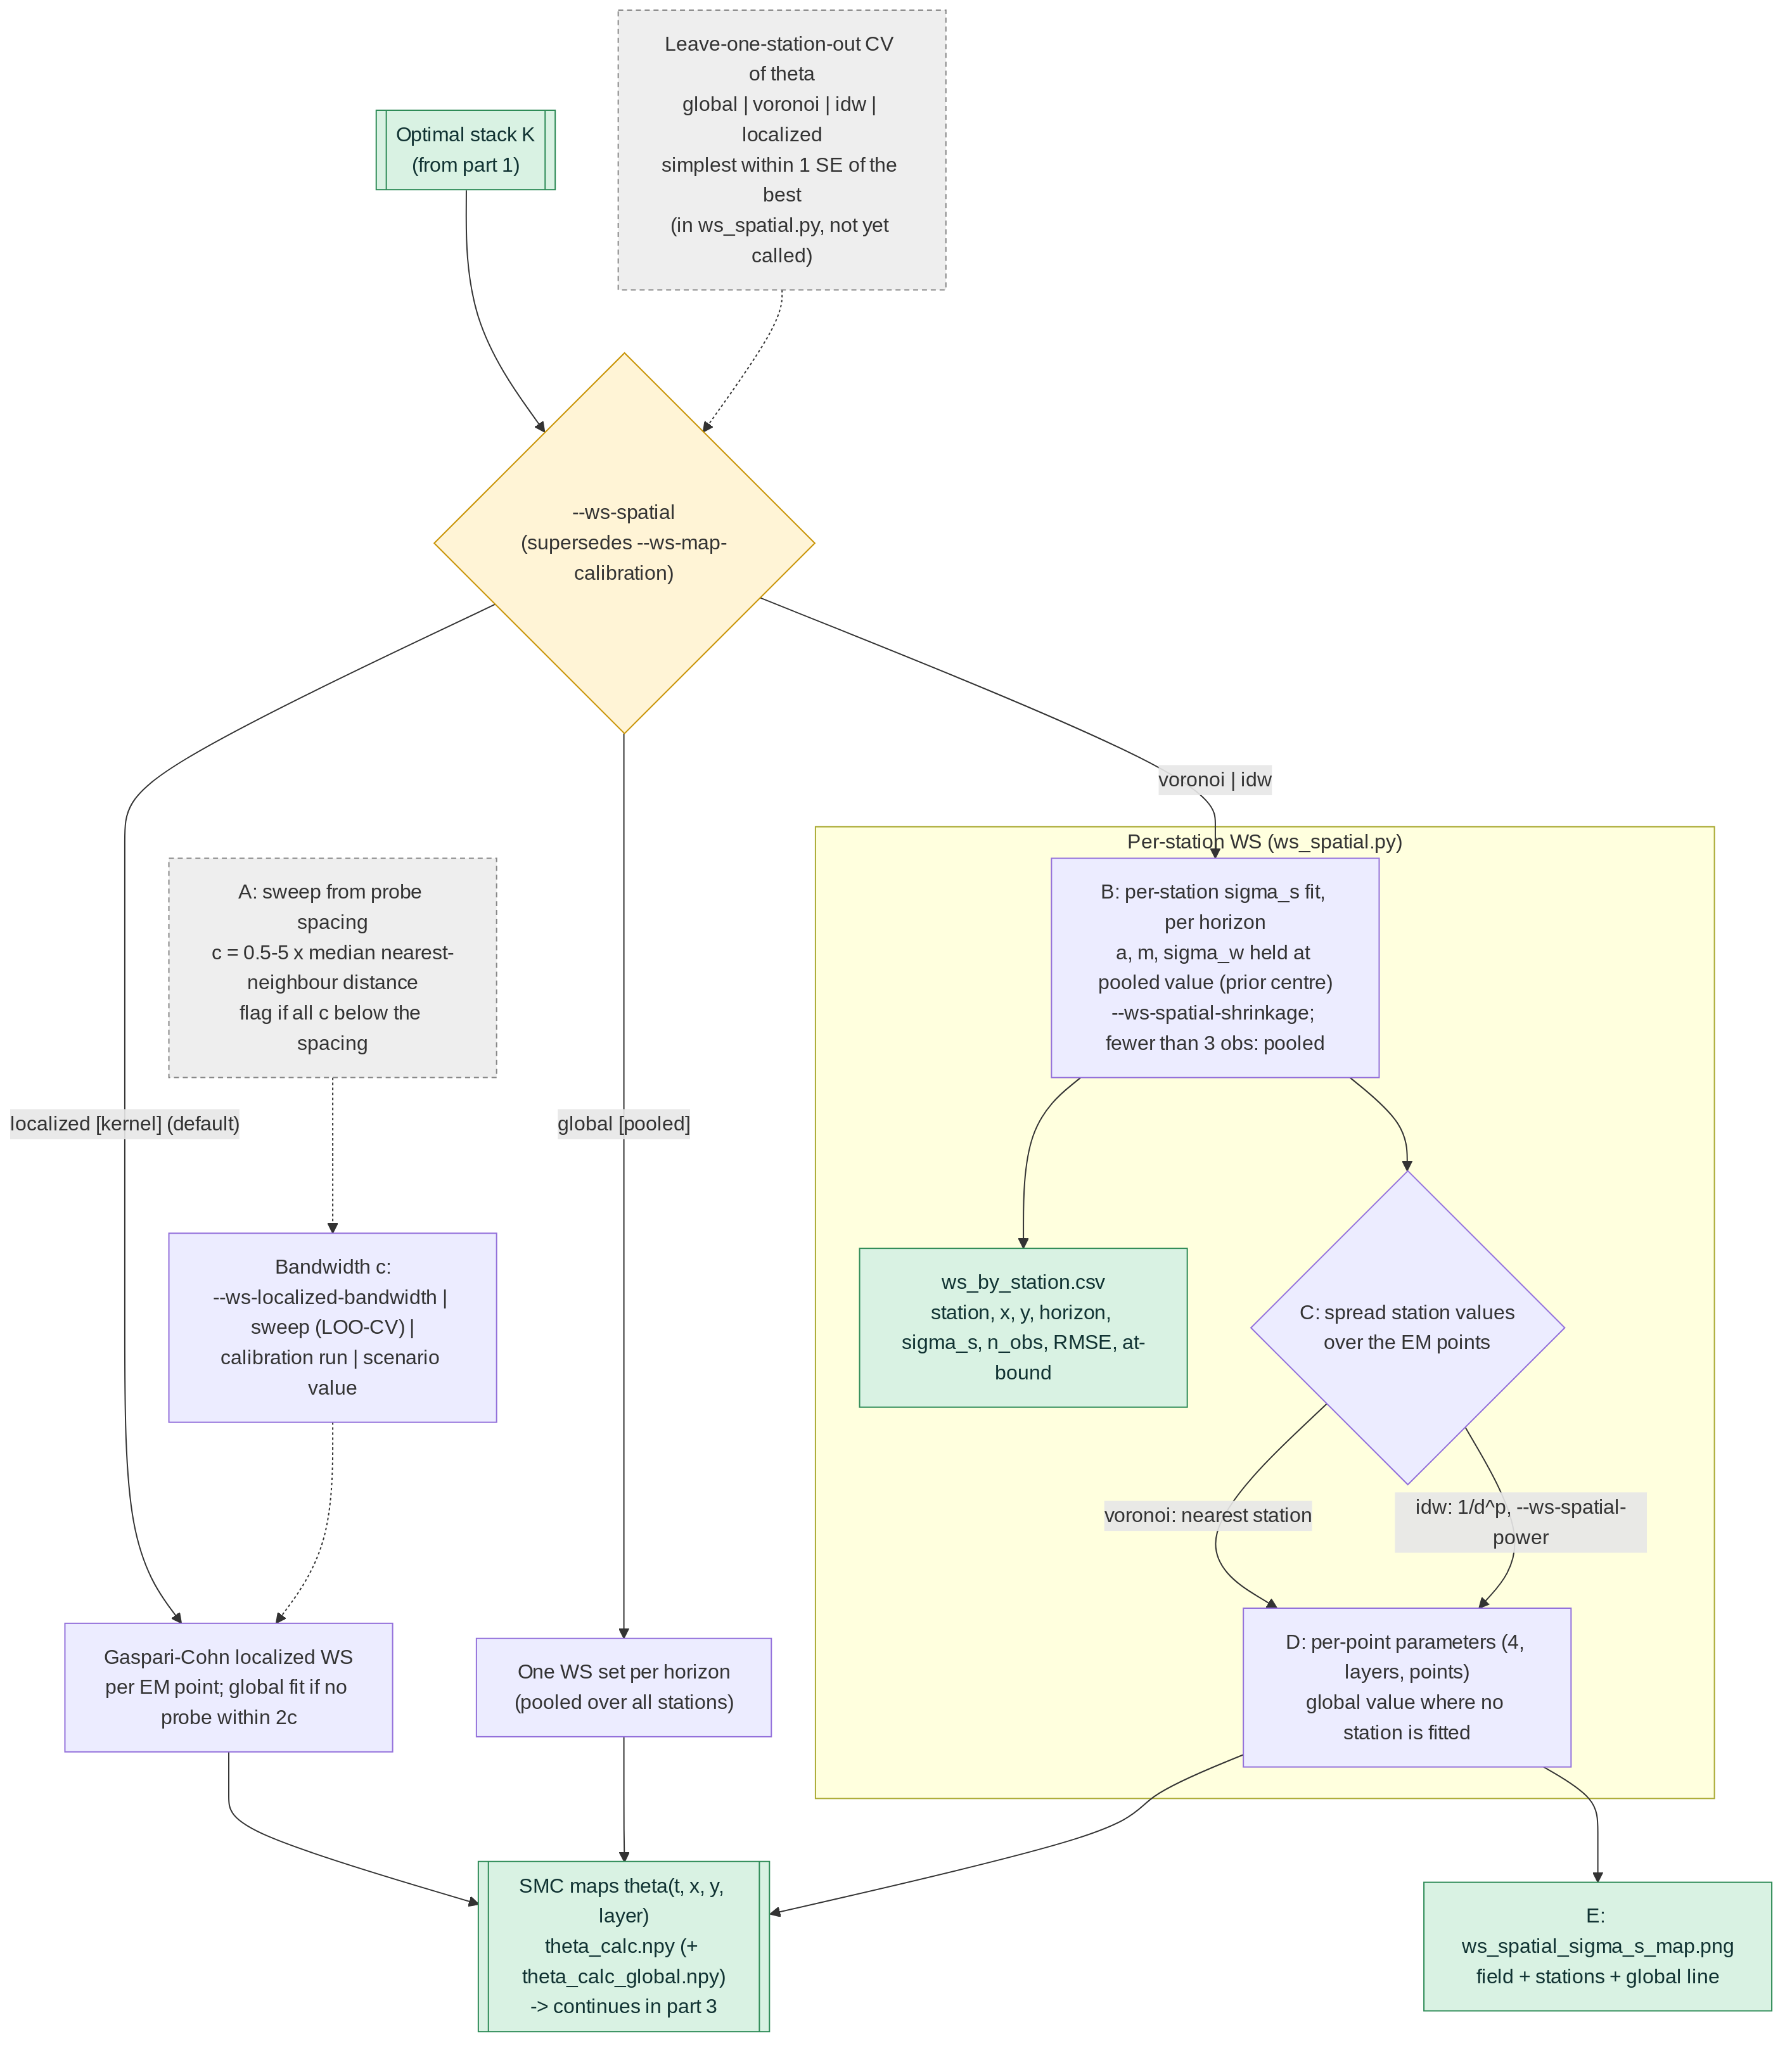 Leave-one-station-out CV
of theta
global | voronoi | idw |
localized
simplest within 1 SE of the
best
(in ws_spatial.py, not yet
called)
Optimal stack K
(from part 1)
--ws-spatial
(supersedes --ws-map-
calibration)
voronoi | idw
Per-station WS (ws_spatial.py)
A: sweep from probe
spacing
c = 0.5-5 x median nearest-
neighbour distance
flag if all c below the
spacing
B: per-station sigma_s fit,
per horizon
a, m, sigma_w held at
pooled value (prior centre)
--ws-spatial-shrinkage;
fewer than 3 obs: pooled
localized [kernel] (default)
global [pooled]
Bandwidth c:
--ws-localized-bandwidth |
sweep (LOO-CV) |
calibration run | scenario
value
ws_by_station.csv
station, x, y, horizon,
sigma_s, n_obs, RMSE, at-
bound
C: spread station values
over the EM points
voronoi: nearest station
idw: 1/d^p, --ws-spatial-
power
Gaspari-Cohn localized WS
per EM point; global fit if no
probe within 2c
One WS set per horizon
(pooled over all stations)
D: per-point parameters (4,
layers, points)
global value where no
station is fitted
SMC maps theta(t, x, y,
layer)
theta_calc.npy (+
theta_calc_global.npy)
-> continues in part 3
E:
ws_spatial_sigma_s_map.png
field + stations + global line